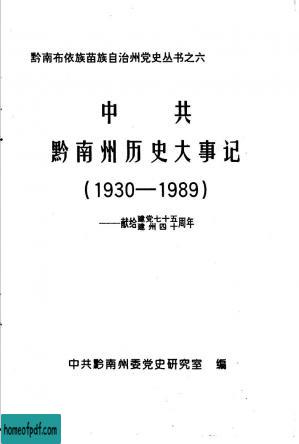 黔南布依族苗族自治州党史丛书之六
中 共
黔南州历史大事记
(1930—1989)
——献给建党七十五建州四十周年
中共黔南州委党史研究室 编
homeofpdf.com